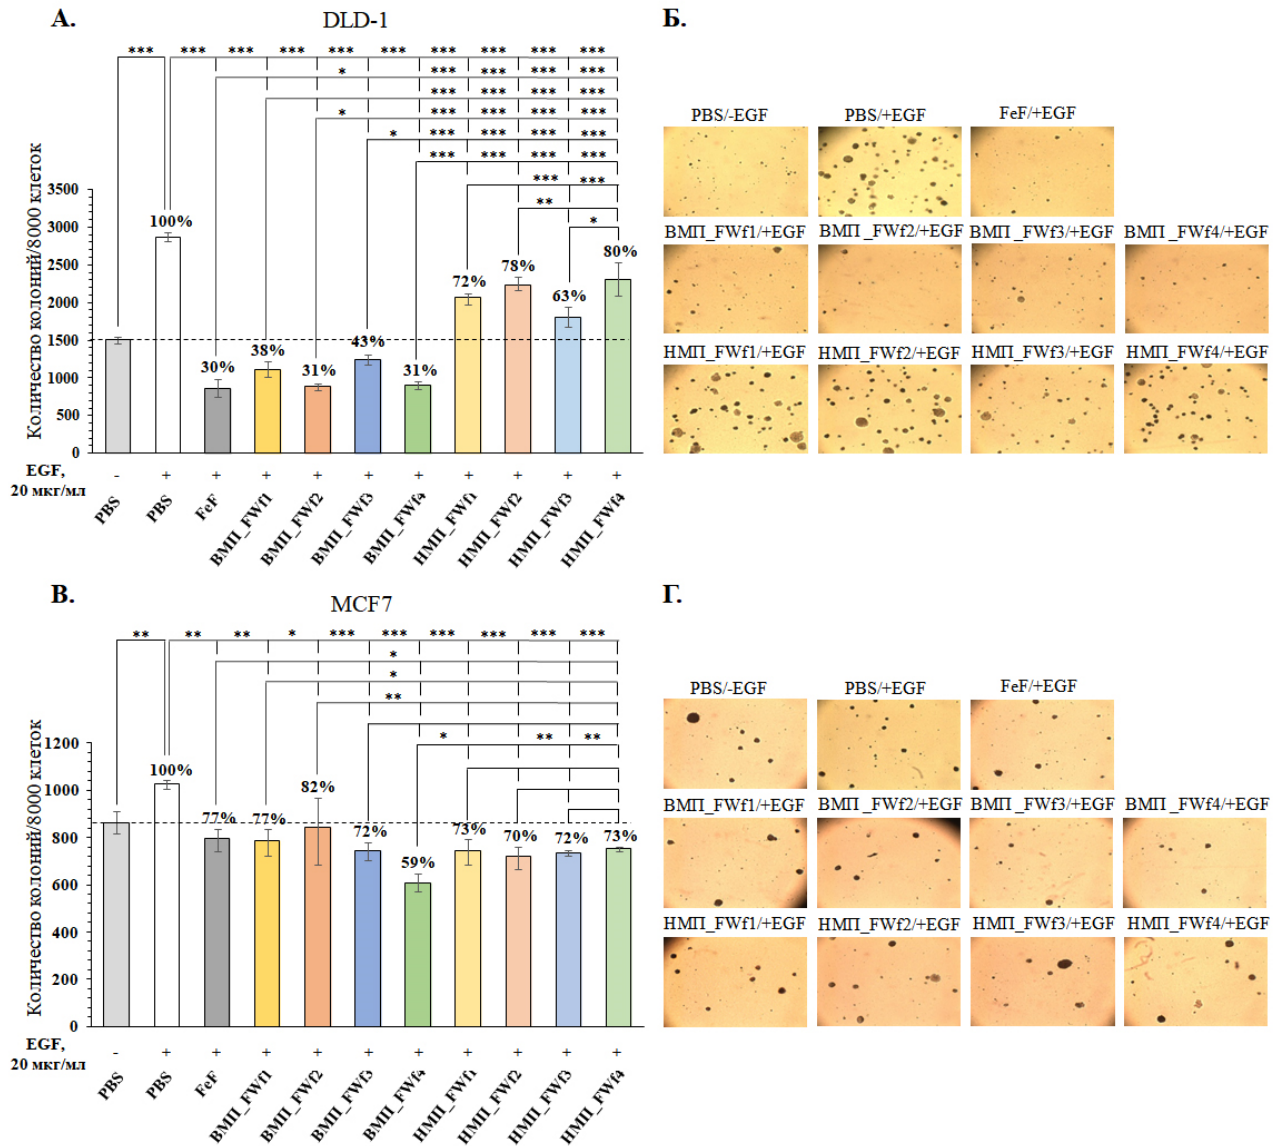 А.
DLD-1
*** *** *** *** *** *** *** *** *** ***
* *** *** *** ***
*** *** *** ***
* *** *** *** ***
* *** *** *** ***
*** *** *** ***
*** ***
**
*
Количество колоний/8000 клеток
3500
3000
2500
2000
1500
1000
500
0
100%
30%
38%
31%
43%
31%
72%
78%
63%
80%
EGF,
20 мкг/мл
- + + + + + + + + + +
PBS
PBS
FeF
ВМП_FWf1
ВМП_FWf2
ВМП_FWf3
ВМП_FWf4
НМП_FWf1
НМП_FWf2
НМП_FWf3
НМП_FWf4
Б.
PBS/-EGF PBS/+EGF FeF/+EGF
ВМП_FWf1/+EGF ВМП_FWf2/+EGF ВМП_FWf3/+EGF ВМП_FWf4/+EGF
НМП_FWf1/+EGF НМП_FWf2/+EGF НМП_FWf3/+EGF НМП_FWf4/+EGF
В.
MCF7
** ** ** * *** *** *** *** *** ***
*
*
**
* ** **
Количество колоний/8000 клеток
1200
1000
800
600
400
200
0
100%
77%
77%
82%
72%
59%
73%
70%
72%
73%
EGF,
20 мкг/мл
- + + + + + + + + + +
PBS
PBS
FeF
ВМП_FWf1
ВМП_FWf2
ВМП_FWf3
ВМП_FWf4
НМП_FWf1
НМП_FWf2
НМП_FWf3
НМП_FWf4
Г.
PBS/-EGF PBS/+EGF FeF/+EGF
ВМП_FWf1/+EGF ВМП_FWf2/+EGF ВМП_FWf3/+EGF ВМП_FWf4/+EGF
НМП_FWf1/+EGF НМП_FWf2/+EGF НМП_FWf3/+EGF НМП_FWf4/+EGF